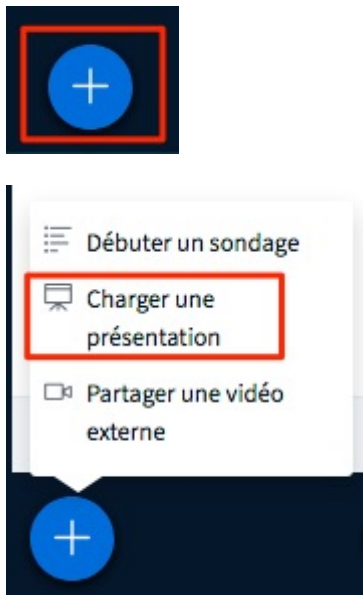 Débuter un sondage
Charger une
présentation
Partager une vidéo
externe